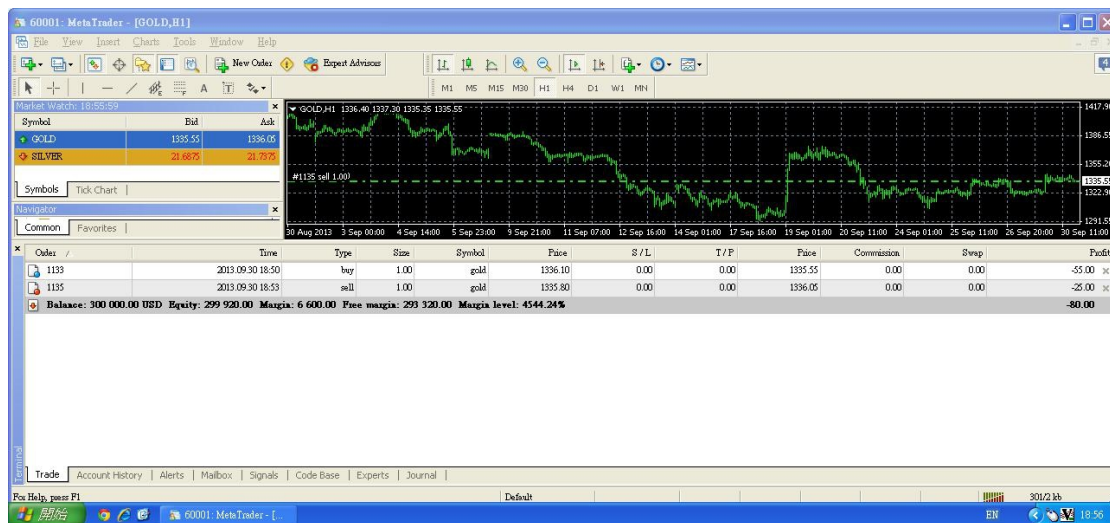 60001: MetaTrader - [GOLD,H1]
File View Insert Charts Tools Window Help
New Order Expert Advisors
4
A T M1 M5 M15 M30 H1 H4 D1 W1 MN
Market Watch: 18:55:59
Symbol Bid Ask
GOLD 1335.55 1336.05
SILVER 21.6875 21.7375
Symbols Tick Chart
Navigator
Common Favorites
GOLD,H1 1336.40 1337.30 1335.35 1335.55
#1135 sell 1.00
1417.90
1386.55
1355.20
1335.55
1322.90
1291.55
30 Aug 2013 3 Sep 00:00 4 Sep 14:00 5 Sep 23:00 9 Sep 21:00 11 Sep 07:00 12 Sep 16:00 14 Sep 01:00 17 Sep 16:00 19 Sep 01:00 20 Sep 11:00 24 Sep 01:00 25 Sep 11:00 26 Sep 20:00 30 Sep 11:00
Order / Time Type Size Symbol Price S / L T / P Price Commission Swap Profit
1133 2013.09.30 18:50 buy 1.00 gold 1336.10 0.00 0.00 1335.55 0.00 0.00 -55.00
1135 2013.09.30 18:53 sell 1.00 gold 1335.80 0.00 0.00 1336.05 0.00 0.00 -25.00
Balance: 300 000.00 USD Equity: 299 920.00 Margin: 6 600.00 Free margin: 293 320.00 Margin level: 4544.24% -80.00
Terminal
Trade Account History Alerts Mailbox Signals Code Base Experts Journal
For Help, press F1 Default 301/2 kb
開始 60001: MetaTrader - [... EN 18:56